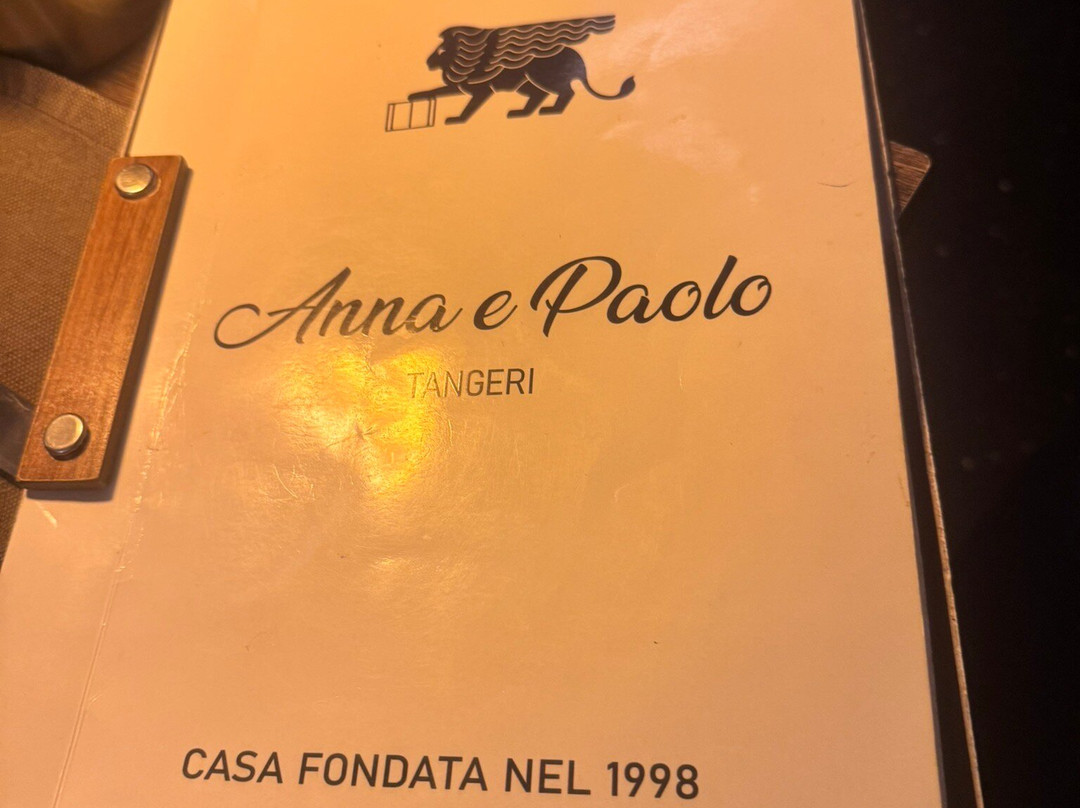 Anna e Paolo
TANGERI
CASA FONDATA NEL 1998